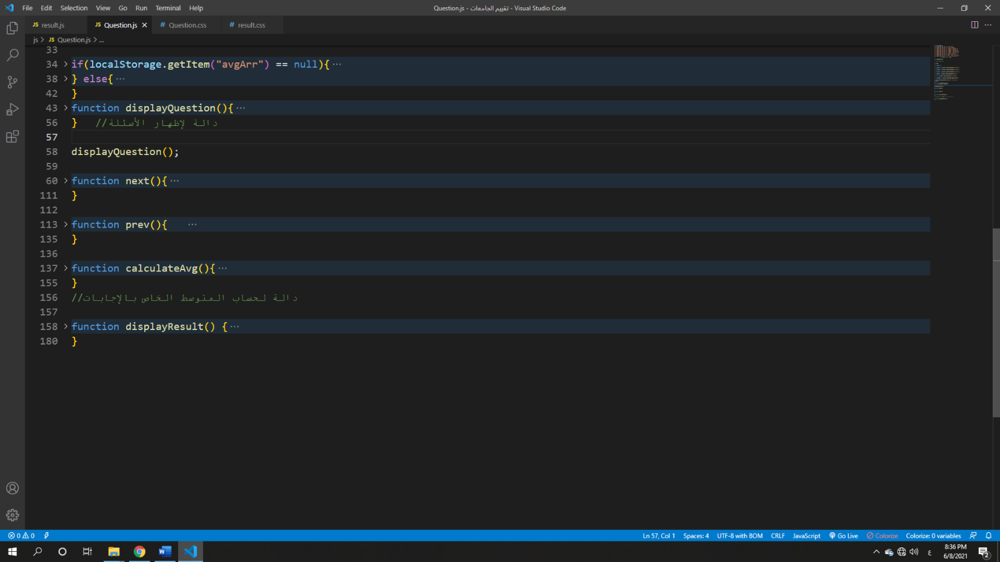 File Edit Selection View Go Run Terminal Help
Question.js - تقييم الجامعات - Visual Studio Code
JS result.js
JS Question.js
# Question.css
# result.css
js > JS Question.js > ...
33
34 if(localStorage.getItem("avgArr") == null){ ···
38 } else{ ···
42 }
43 function displayQuestion(){ ···
56 } //دالة لإظهار الأسئلة
57
58 displayQuestion();
59
60 function next(){ ···
111 }
112
113 function prev(){ ···
135 }
136
137 function calculateAvg(){ ···
155 }
156 //دالة لحساب المتوسط الخاص بالإجابات
157
158 function displayResult() { ···
180 }
0 0
Ln 57, Col 1 Spaces: 4 UTF-8 with BOM CRLF JavaScript Go Live Colorize Colorize: 0 variables
ع
8:36 PM
6/8/2021
2